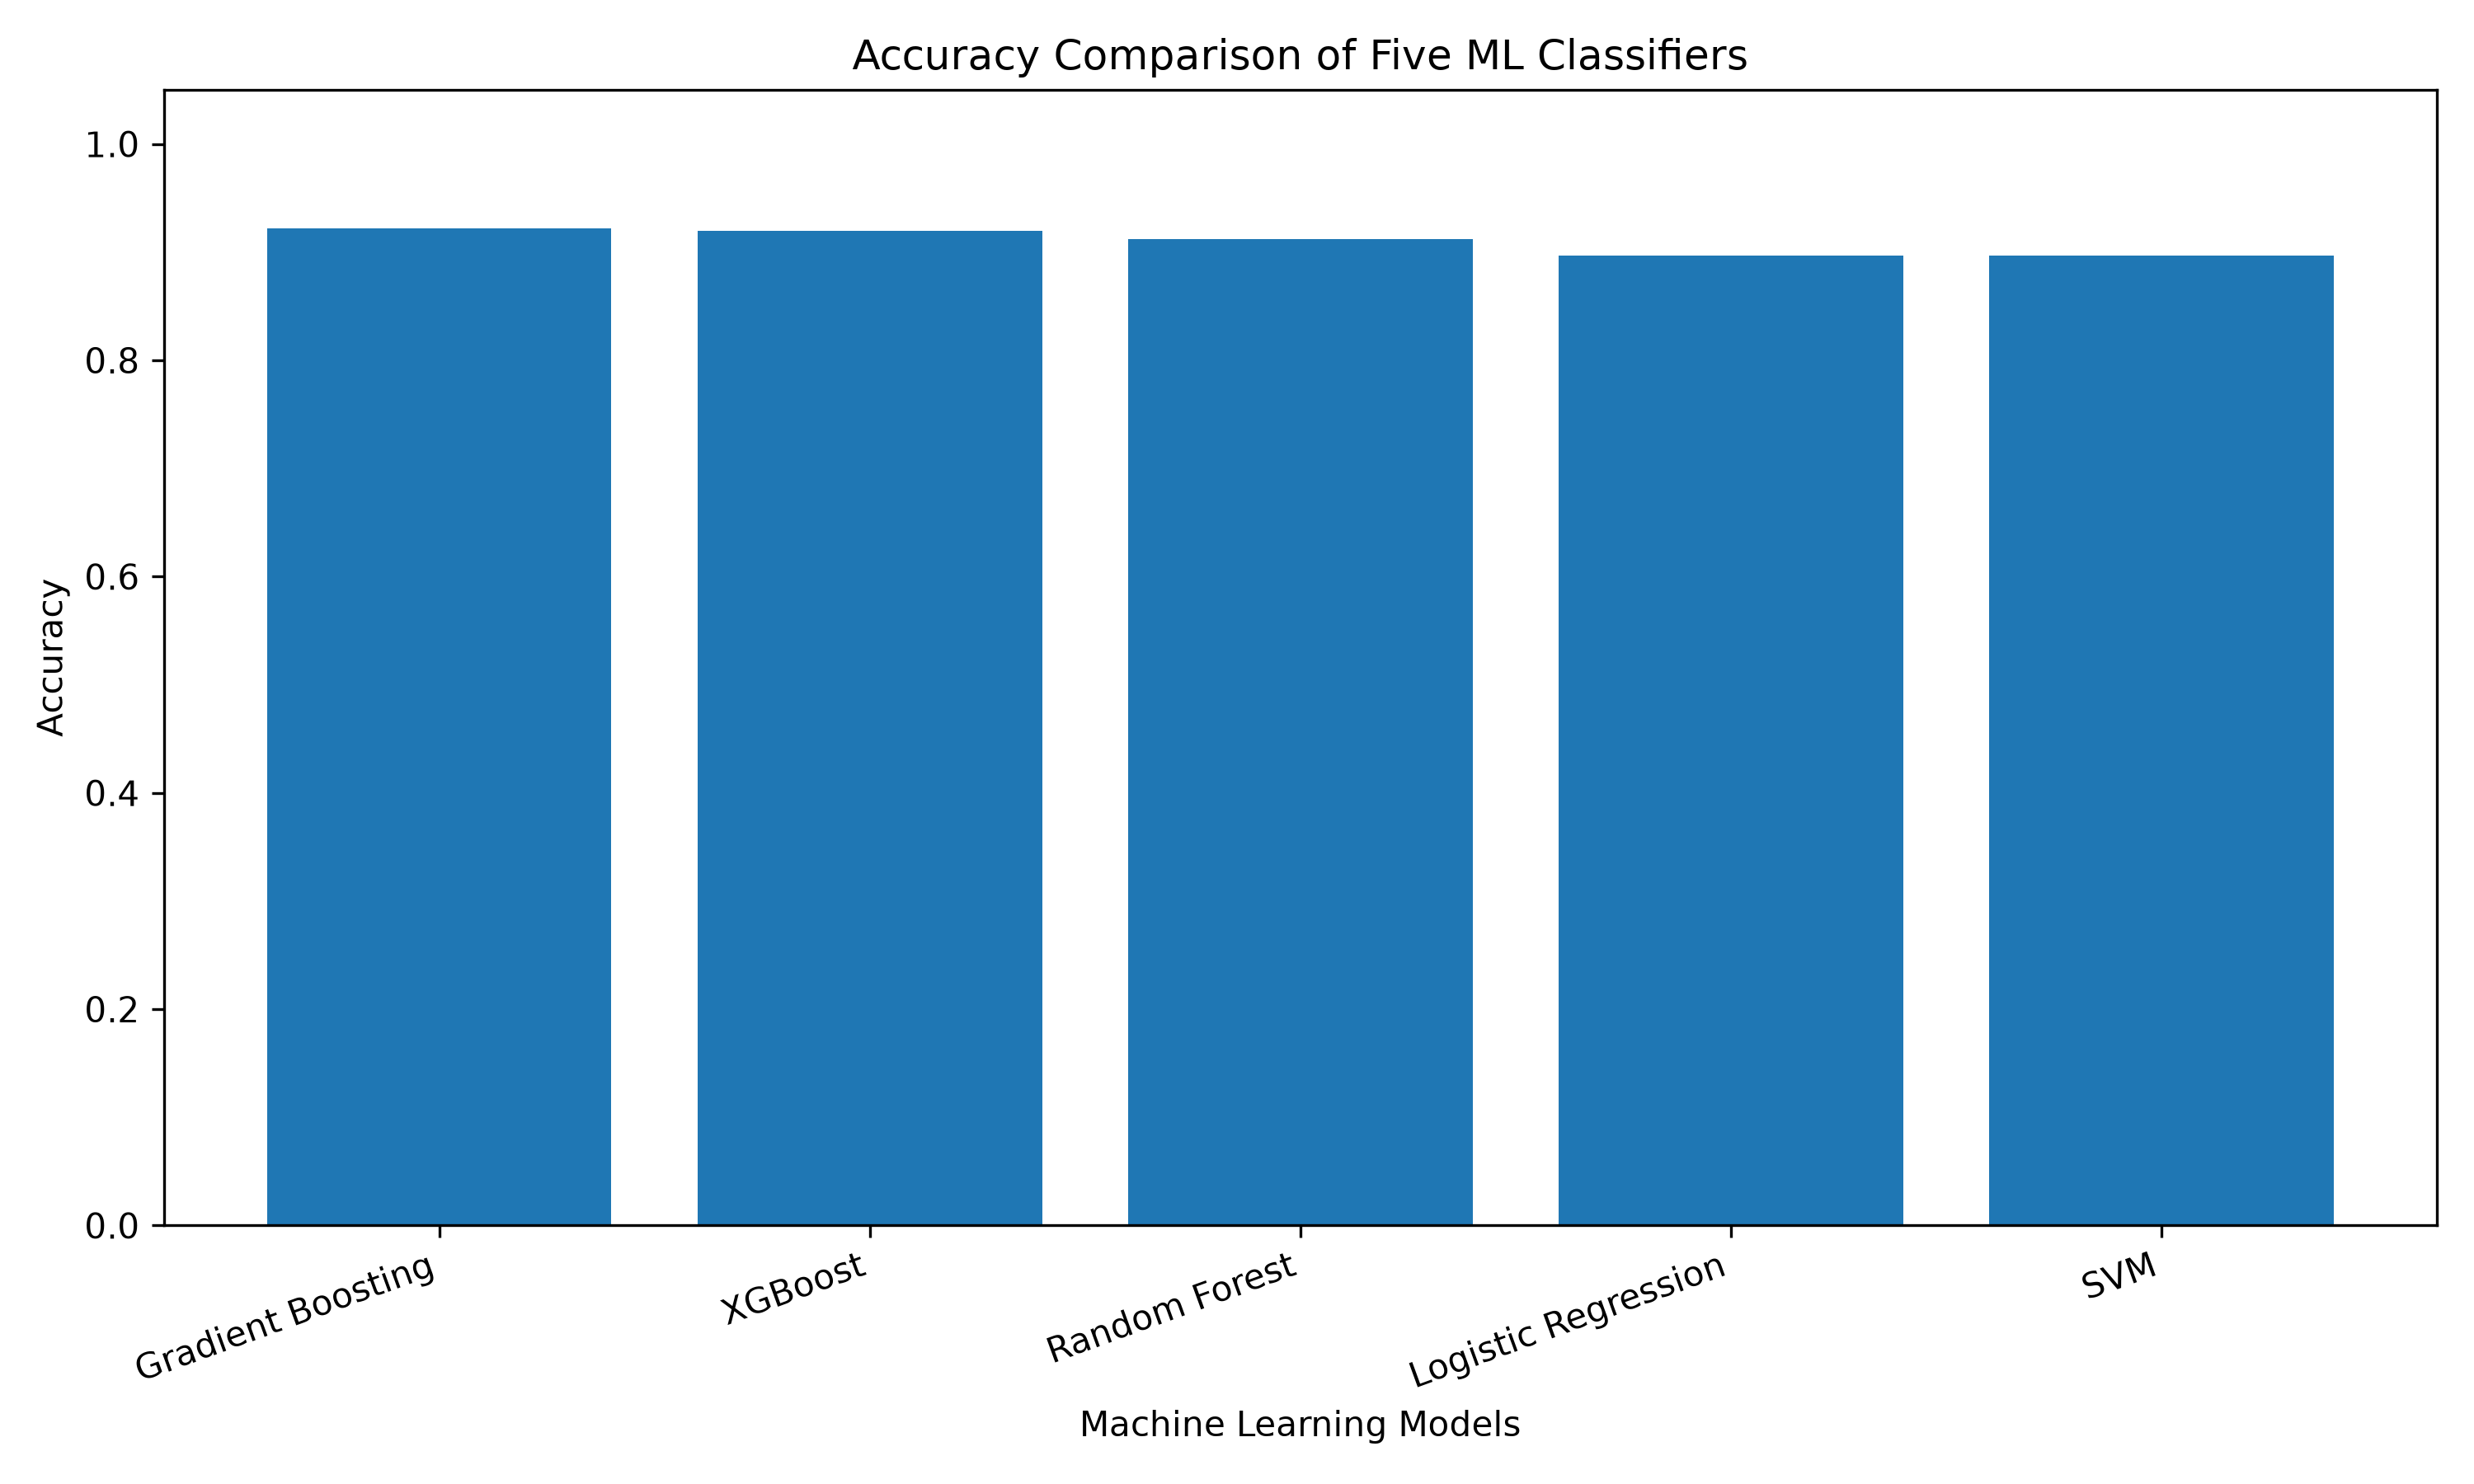 Accuracy Comparison of Five ML Classifiers
Accuracy
1.0
0.8
0.6
0.4
0.2
0.0
Gradient Boosting
XGBoost
Random Forest
Logistic Regression
SVM
Machine Learning Models